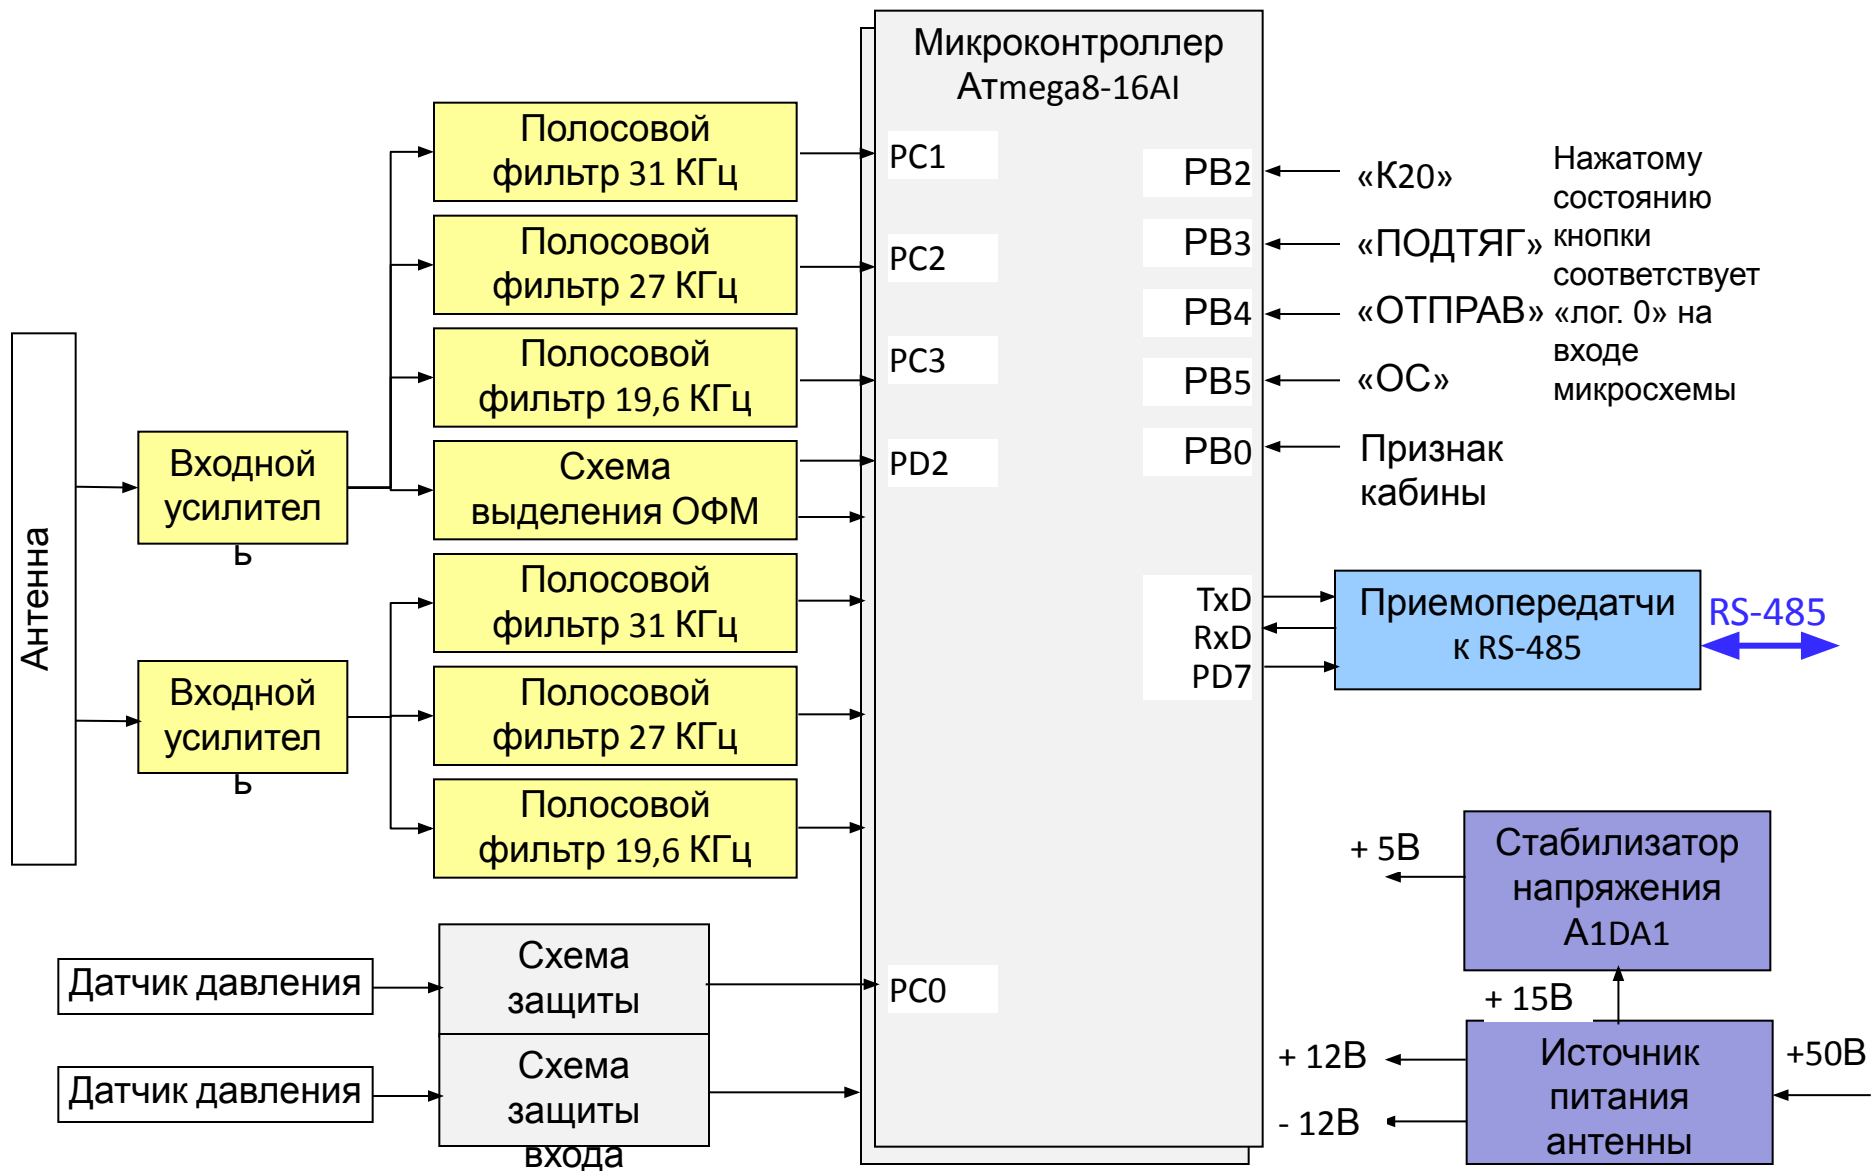 Микроконтроллер
Атmega8-16AI
Полосовой
фильтр 31 КГц
PC1
Полосовой
фильтр 27 КГц
PC2
Полосовой
фильтр 19,6 КГц
PC3
Схема
выделения ОФМ
PD2
Полосовой
фильтр 31 КГц
Полосовой
фильтр 27 КГц
Полосовой
фильтр 19,6 КГц
Антенна
Входной
усилител
ь
Входной
усилител
ь
Датчик давления
Схема
защиты
PC0
Датчик давления
Схема
защиты
входа
PB2
«К20»
PB3
«ПОДТЯГ»
PB4
«ОТПРАВ»
PB5
«ОС»
PB0
Признак
кабины
Нажатому
состоянию
кнопки
соответствует
«лог. 0» на
входе
микросхемы
TxD
RxD
PD7
Приемопередатчи
к RS-485
RS-485
+ 5В
Стабилизатор
напряжения
А1DA1
+ 15В
+ 12В
- 12В
Источник
питания
антенны
+50В